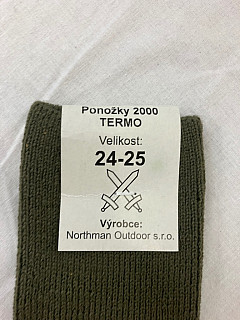 Ponožky 2000
TERMO
Velikost:
24-25
Výrobce:
Northman Outdoor s.r.o.